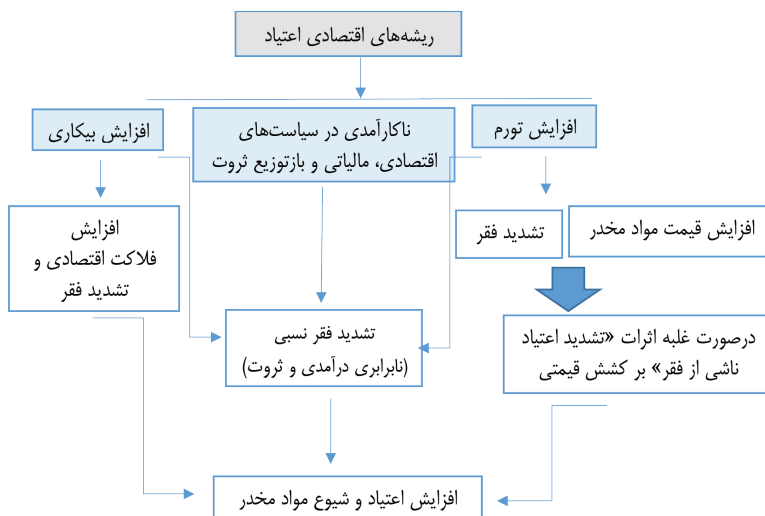 ریشه‌های اقتصادی اعتیاد
افزایش تورم
ناکارآمدی در سیاست‌های
اقتصادی، مالیاتی و بازتوزیع ثروت
افزایش بیکاری
افزایش قیمت مواد مخدر
تشدید فقر
افزایش
فلاکت اقتصادی و
تشدید فقر
درصورت غلبه اثرات «تشدید اعتیاد
ناشی از فقر» بر کشش قیمتی
تشدید فقر نسبی
(نابرابری درآمدی و ثروت)
افزایش اعتیاد و شیوع مواد مخدر